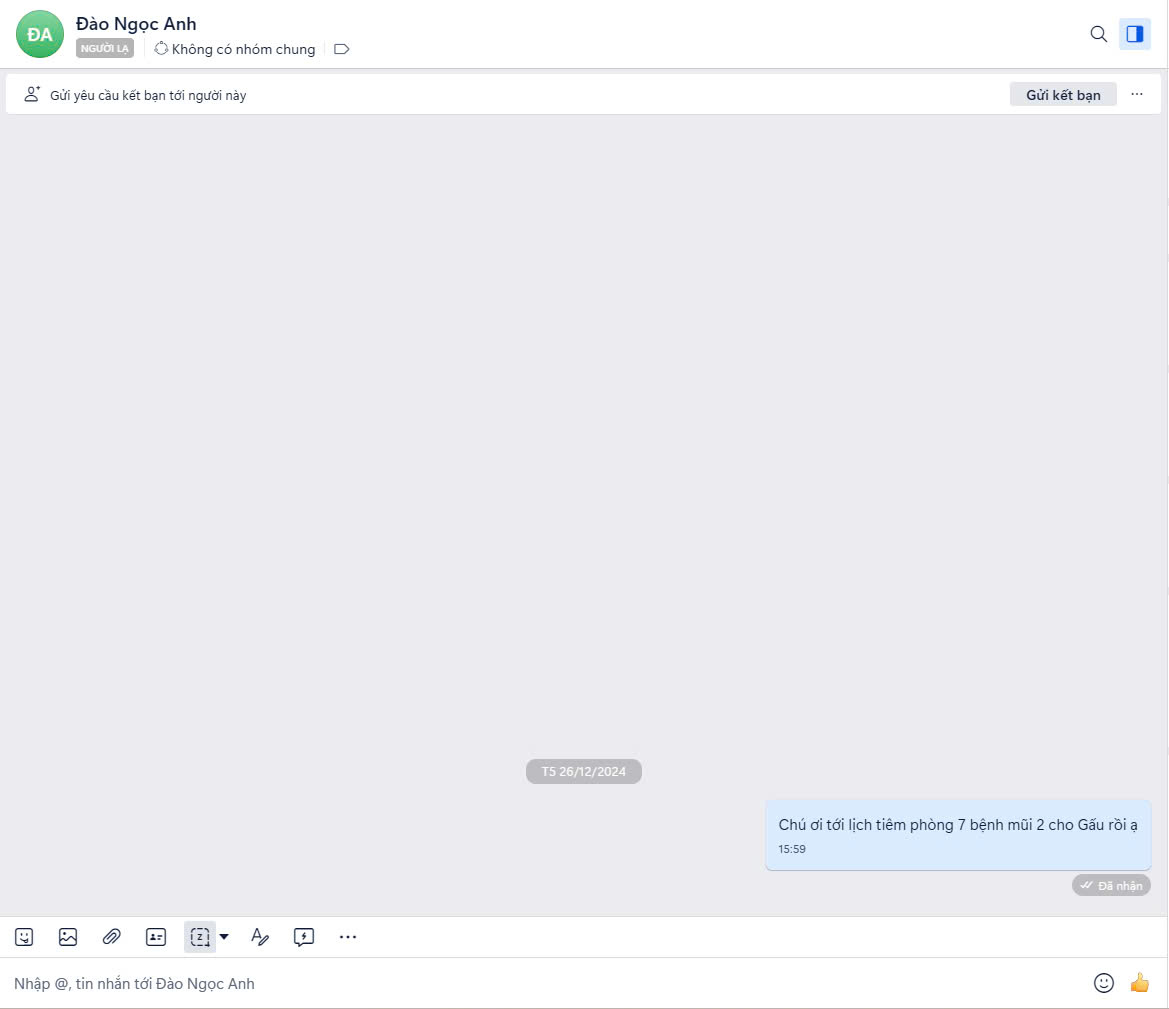 ĐA
Đào Ngọc Anh
NGƯỜI LẠ
Không có nhóm chung
Gửi yêu cầu kết bạn tới người này
Gửi kết bạn
T5 26/12/2024
Chú ơi tới lịch tiêm phòng 7 bệnh mũi 2 cho Gấu rồi ạ
15:59
Đã nhận
Nhập @, tin nhắn tới Đào Ngọc Anh